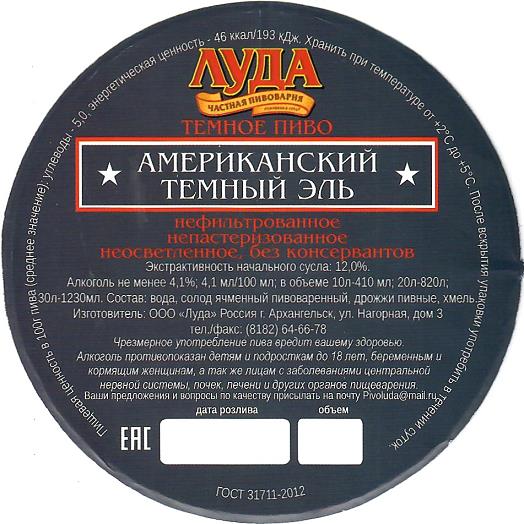 Пищевая ценность в 100г пива (среднее значение): углеводы - 5,0, энергетическая ценность - 46 ккал/193 кДж. Хранить при температуре от +2°С до +5°С. После вскрытия упаковки употребить в течении суток.
ЛУДА
ЧАСТНАЯ ПИВОВАРНЯ
ТЕМНОЕ ПИВО
АМЕРИКАНСКИЙ
ТЕМНЫЙ ЭЛЬ
нефильтрованное
непастеризованное
неосветленное, без консервантов
Экстрактивность начального сусла: 12,0%.
Алкоголь не менее 4,1%; 4,1 мл/100 мл; в объеме 10л-410 мл; 20л-820л;
30л-1230мл. Состав: вода, солод ячменный пивоваренный, дрожжи пивные, хмель.
Изготовитель: ООО «Луда» Россия г. Архангельск, ул. Нагорная, дом 3
тел./факс: (8182) 64-66-78
Чрезмерное употребление пива вредит вашему здоровью.
Алкоголь противопоказан детям и подросткам до 18 лет, беременным и
кормящим женщинам, а так же лицам с заболеваниями центральной
нервной системы, почек, печени и других органов пищеварения.
Ваши предложения и вопросы по качеству присылать на почту Pivoluda@mail.ru
дата розлива объем
ЕАС
ГОСТ 31711-2012